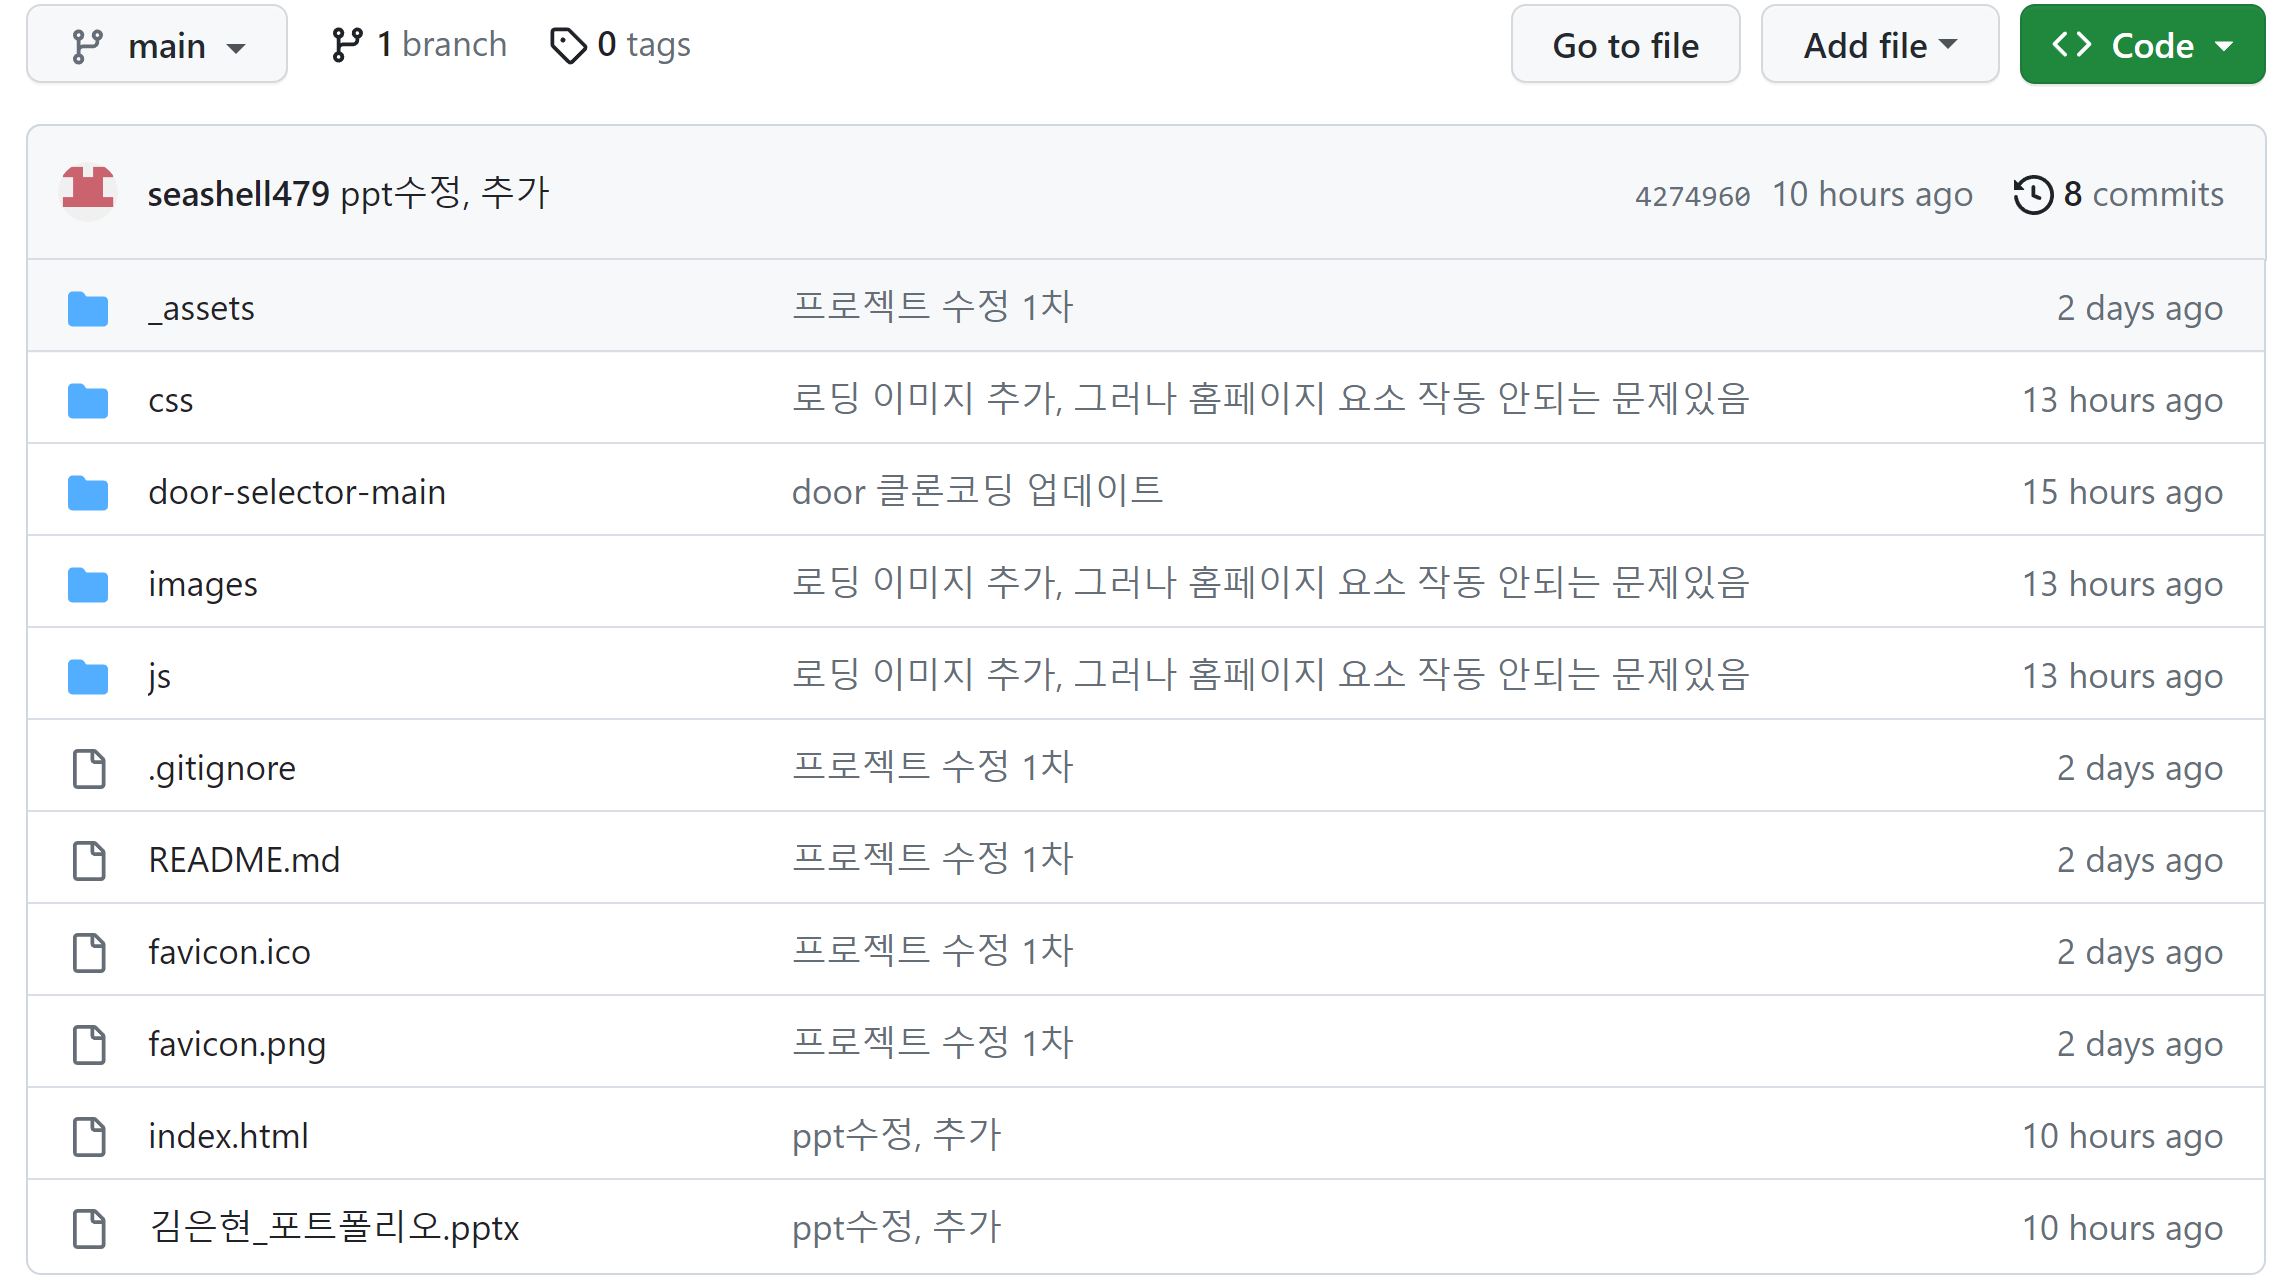 main 1 branch 0 tags Go to file Add file <> Code
seashell479 ppt수정, 추가 4274960 10 hours ago 8 commits
_assets 프로젝트 수정 1차 2 days ago
css 로딩 이미지 추가, 그러나 홈페이지 요소 작동 안되는 문제있음 13 hours ago
door-selector-main door 클론코딩 업데이트 15 hours ago
images 로딩 이미지 추가, 그러나 홈페이지 요소 작동 안되는 문제있음 13 hours ago
js 로딩 이미지 추가, 그러나 홈페이지 요소 작동 안되는 문제있음 13 hours ago
.gitignore 프로젝트 수정 1차 2 days ago
README.md 프로젝트 수정 1차 2 days ago
favicon.ico 프로젝트 수정 1차 2 days ago
favicon.png 프로젝트 수정 1차 2 days ago
index.html ppt수정, 추가 10 hours ago
김은현_포트폴리오.pptx ppt수정, 추가 10 hours ago